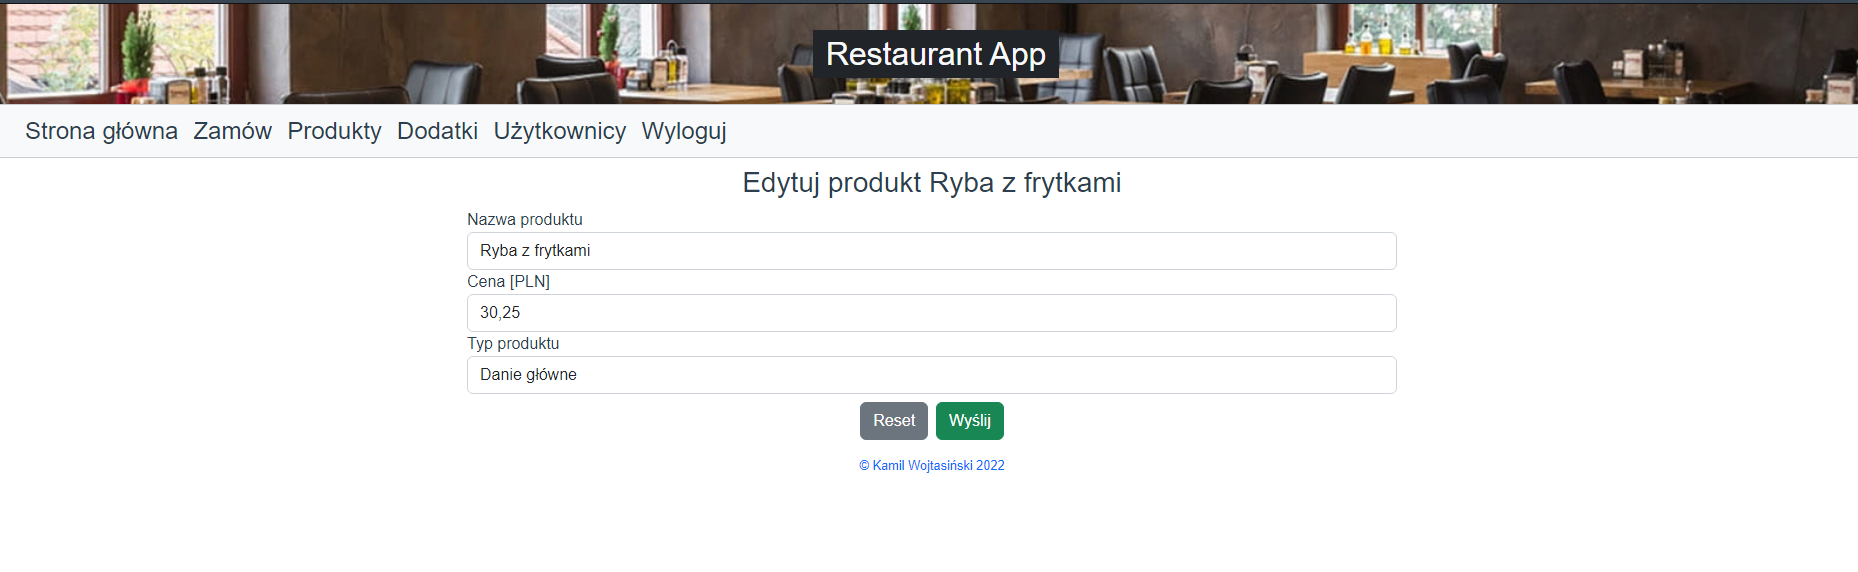 Restaurant App
Strona główna Zamów Produkty Dodatki Użytkownicy Wyloguj
Edytuj produkt Ryba z frytkami
Nazwa produktu
Ryba z frytkami
Cena [PLN]
30,25
Typ produktu
Danie główne
Reset Wyślij
© Kamil Wojtasiński 2022